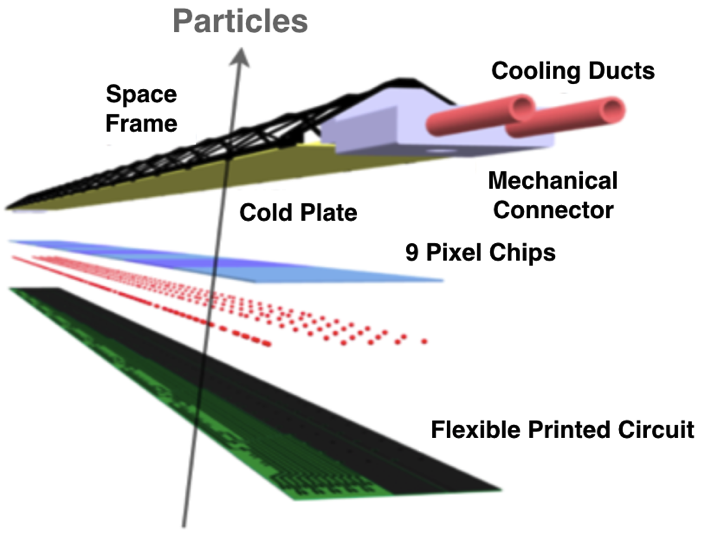 Particles
Cooling Ducts
Space
Frame
Mechanical
Connector
Cold Plate
9 Pixel Chips
Flexible Printed Circuit